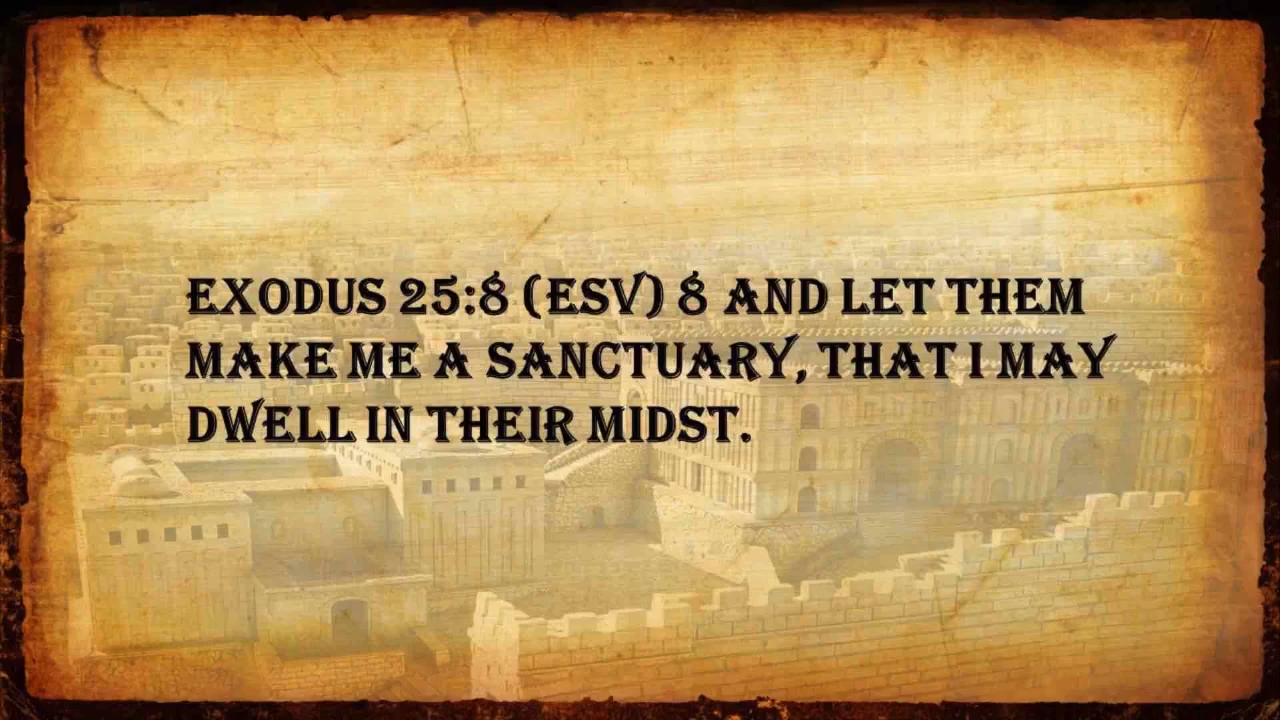 EXODUS 25:8 (ESV) 8 AND LET THEM
MAKE ME A SANCTUARY, THAT I MAY
DWELL IN THEIR MIDST.